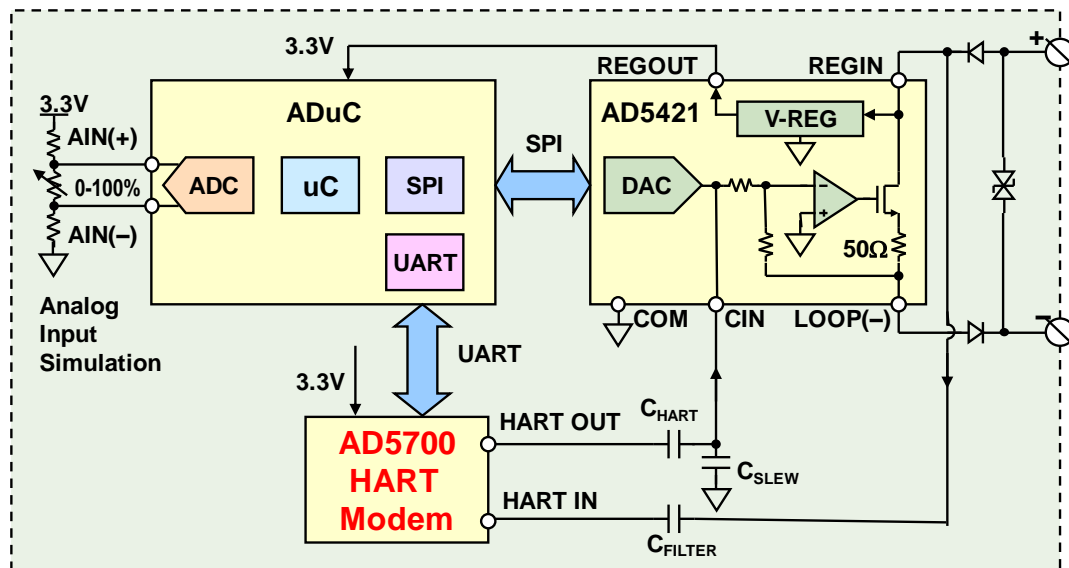 3.3V
REGOUT
REGIN
+
3.3V
ADuC
AD5421
V-REG
AIN(+)
SPI
0-100%
ADC
uC
SPI
DAC
–
+
AIN(–)
UART
50Ω
Analog
Input
Simulation
COM
CIN
LOOP(–)
–
UART
3.3V
CHART
HART OUT
AD5700
HART
Modem
CSLEW
HART IN
CFILTER